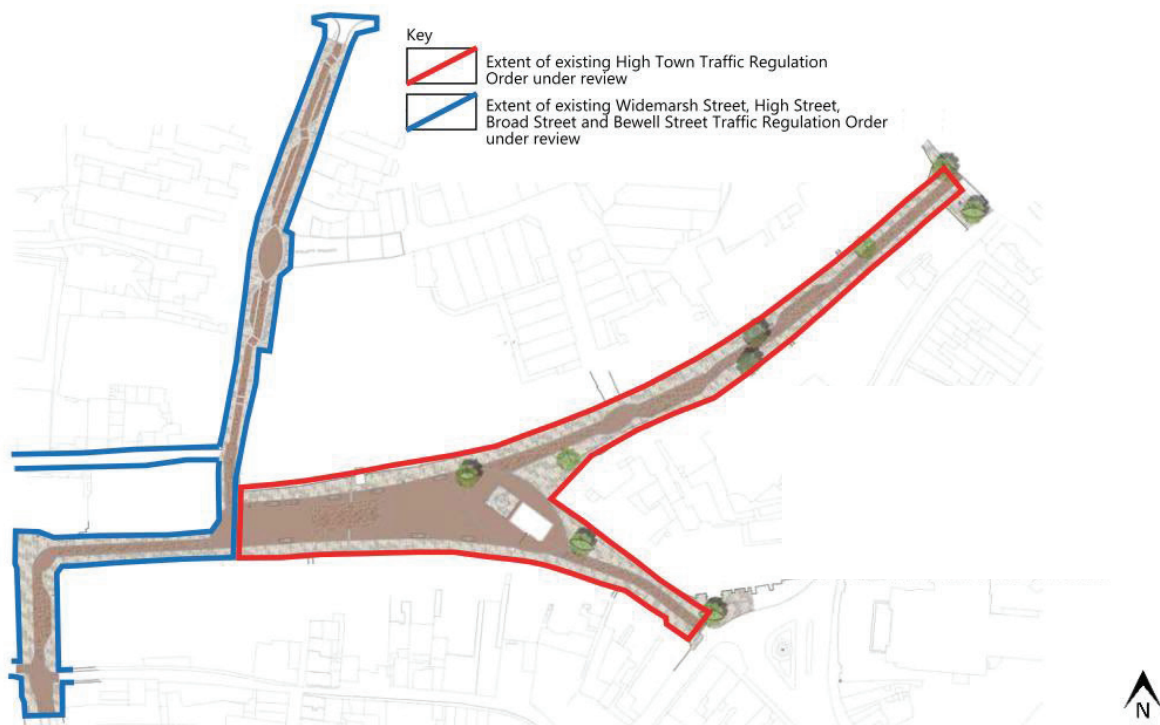 Key
Extent of existing High Town Traffic Regulation
Order under review
Extent of existing Widemarsh Street, High Street,
Broad Street and Bewell Street Traffic Regulation Order
under review
N